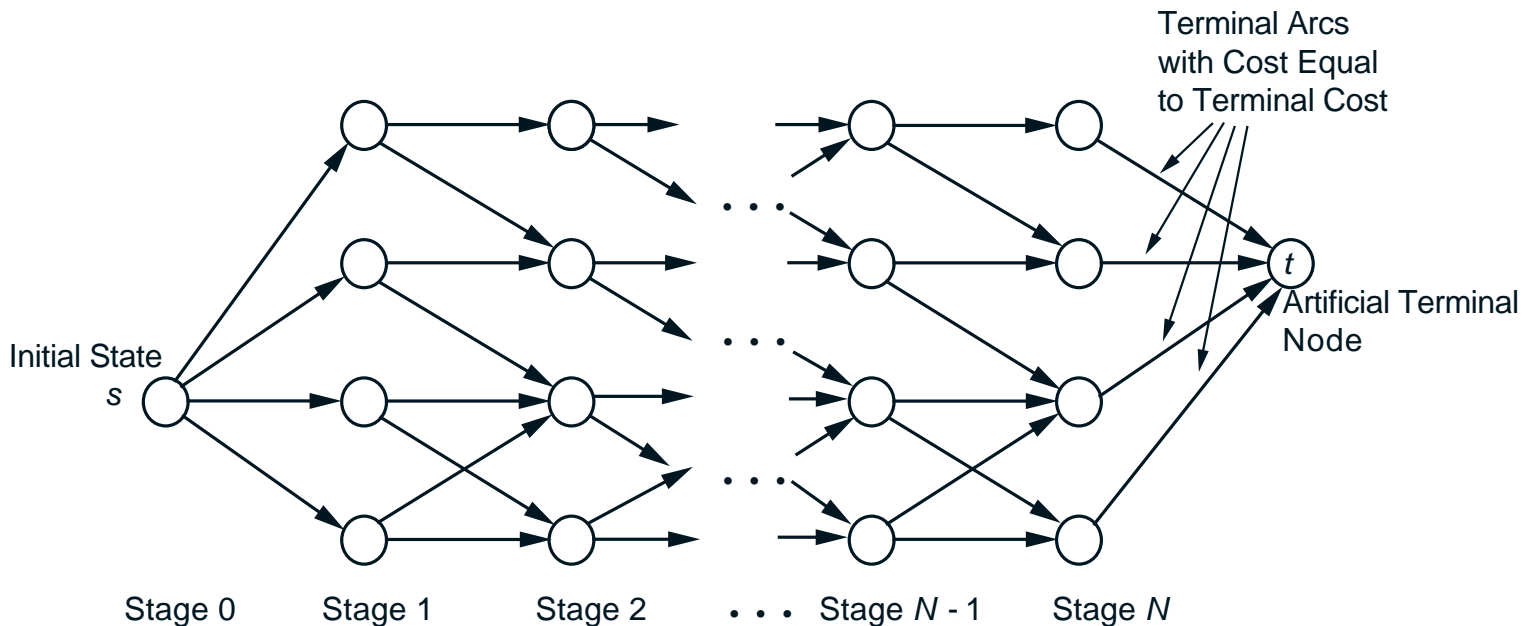 Terminal Arcs
with Cost Equal
to Terminal Cost
. . .
t
Artificial Terminal
Node
. . .
Initial State
s
. . .
Stage 0 Stage 1 Stage 2 . . . Stage N - 1 Stage N